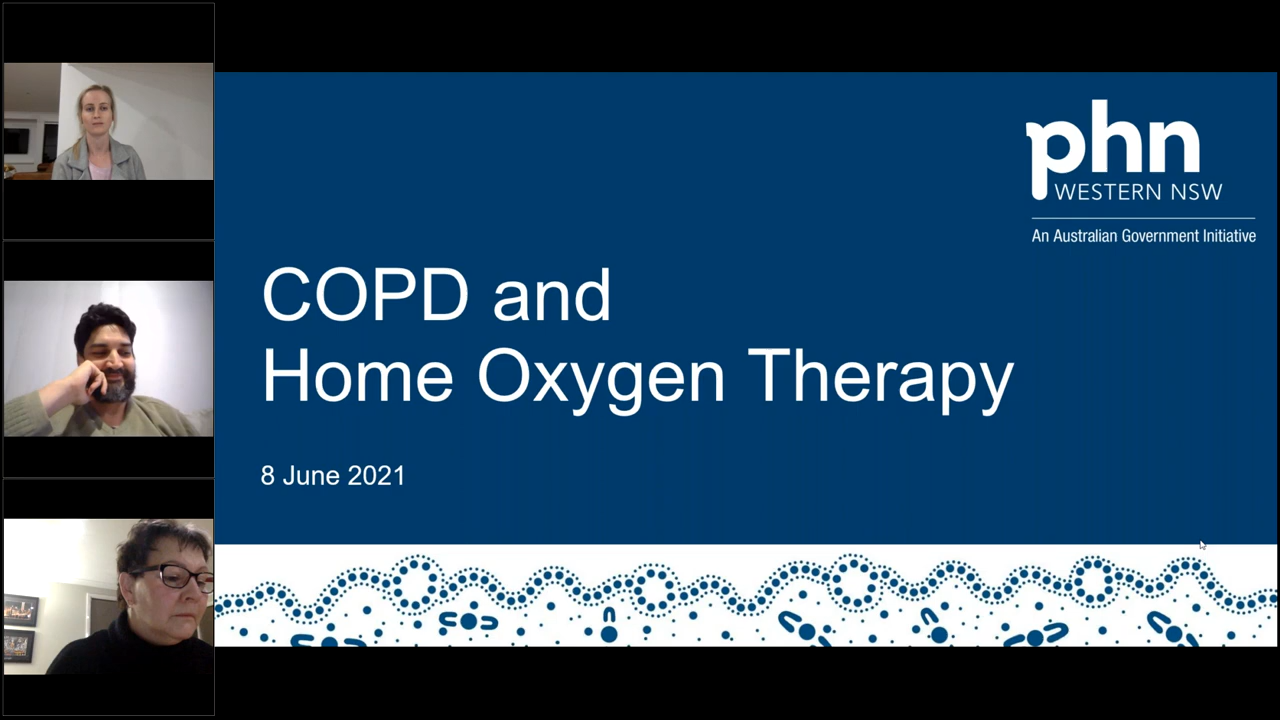 phn
WESTERN NSW
An Australian Government Initiative
COPD and
Home Oxygen Therapy
8 June 2021